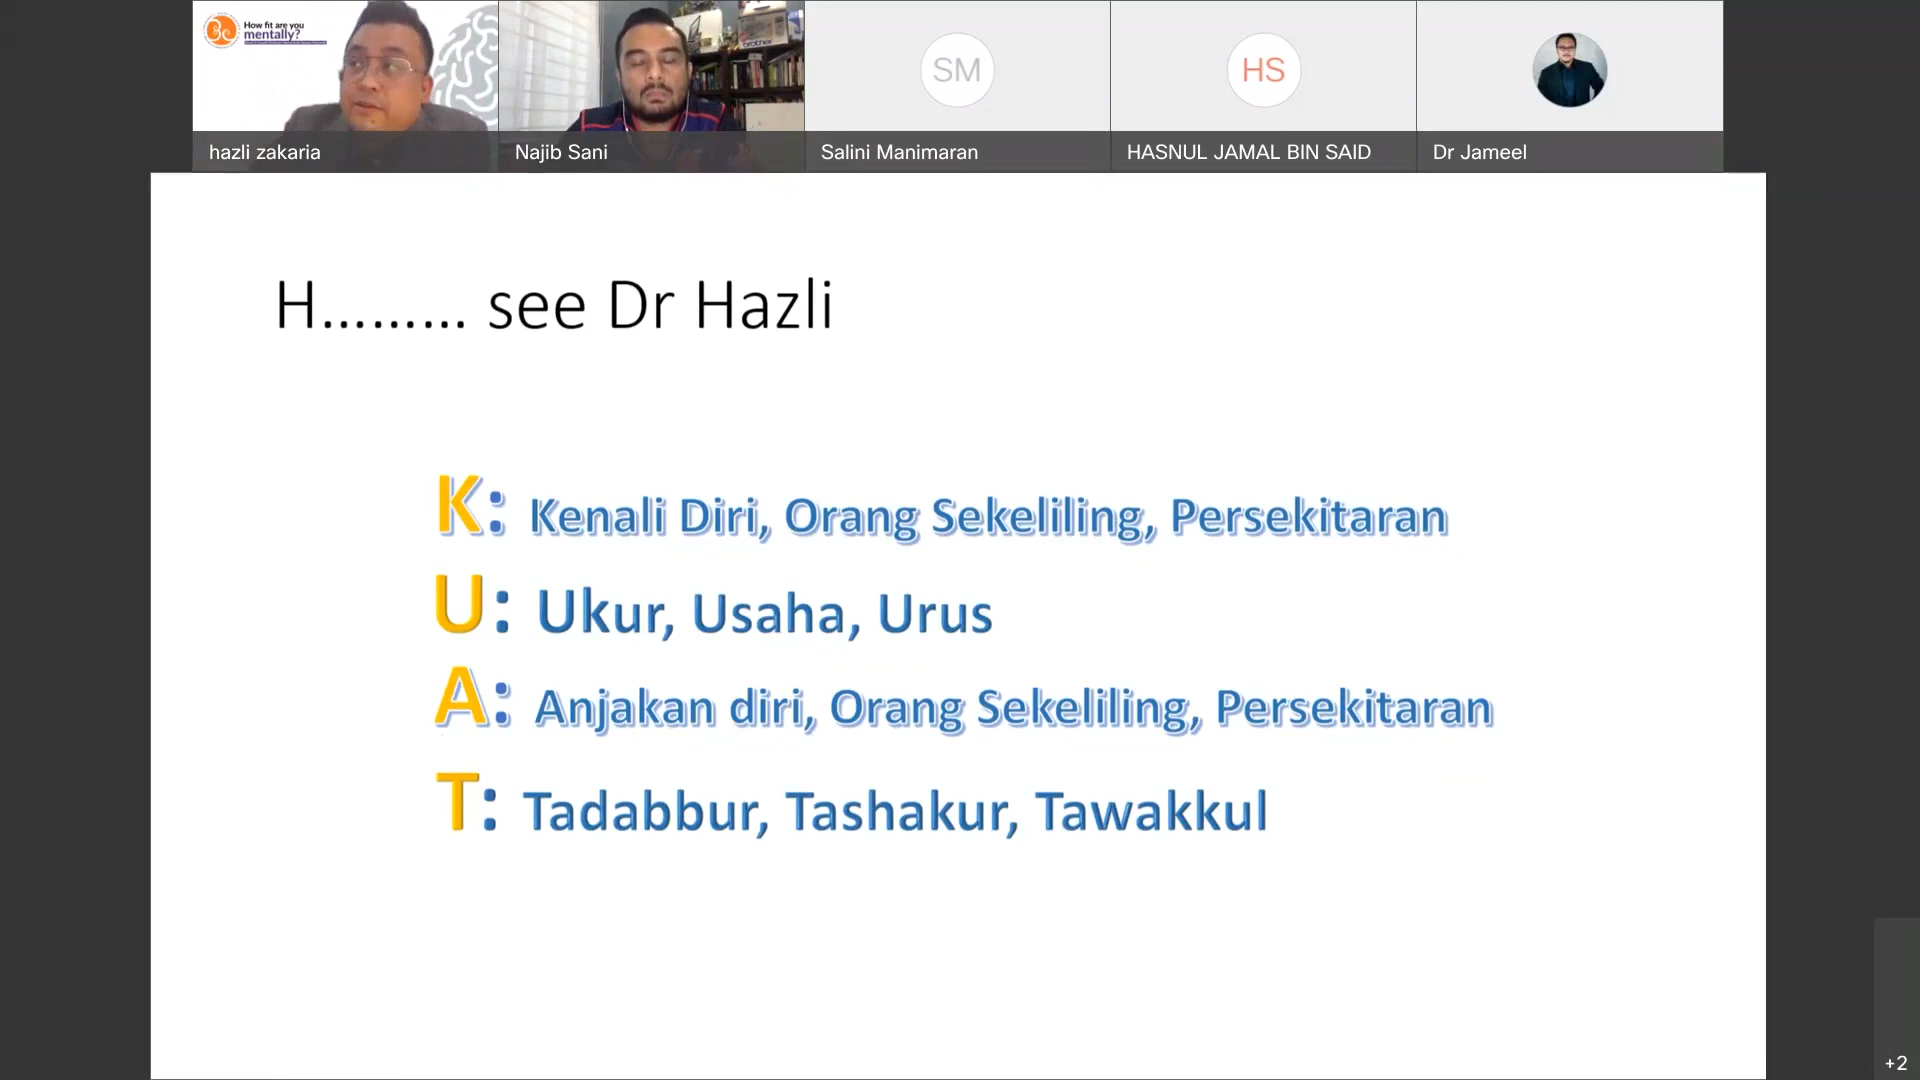 How fit are you
mentally?
brother
SM
HS
hazli zakaria
Najib Sani
Salini Manimaran
HASNUL JAMAL BIN SAID
Dr Jameel
H……… see Dr Hazli
K: Kenali Diri, Orang Sekeliling, Persekitaran
U: Ukur, Usaha, Urus
A: Anjakan diri, Orang Sekeliling, Persekitaran
T: Tadabbur, Tashakur, Tawakkul
+2